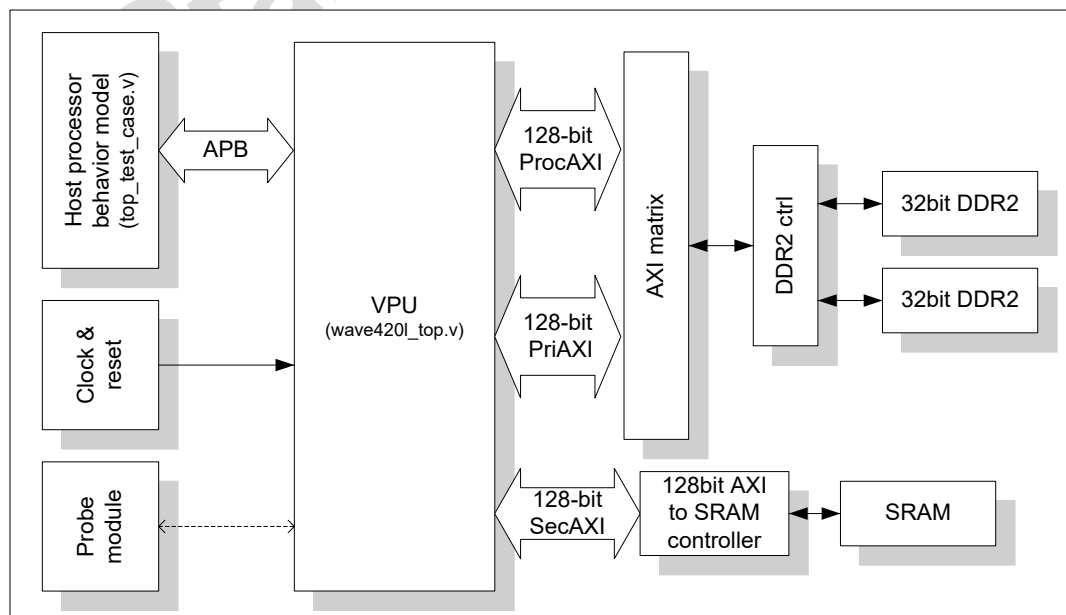 Host processor
behavior model
(top_test_case.v)
APB
Clock &
reset
Probe
module
VPU
(wave420l_top.v)
128-bit
ProcAXI
128-bit
PriAXI
128-bit
SecAXI
AXI matrix
DDR2 ctrl
32bit DDR2
32bit DDR2
128bit AXI
to SRAM
controller
SRAM